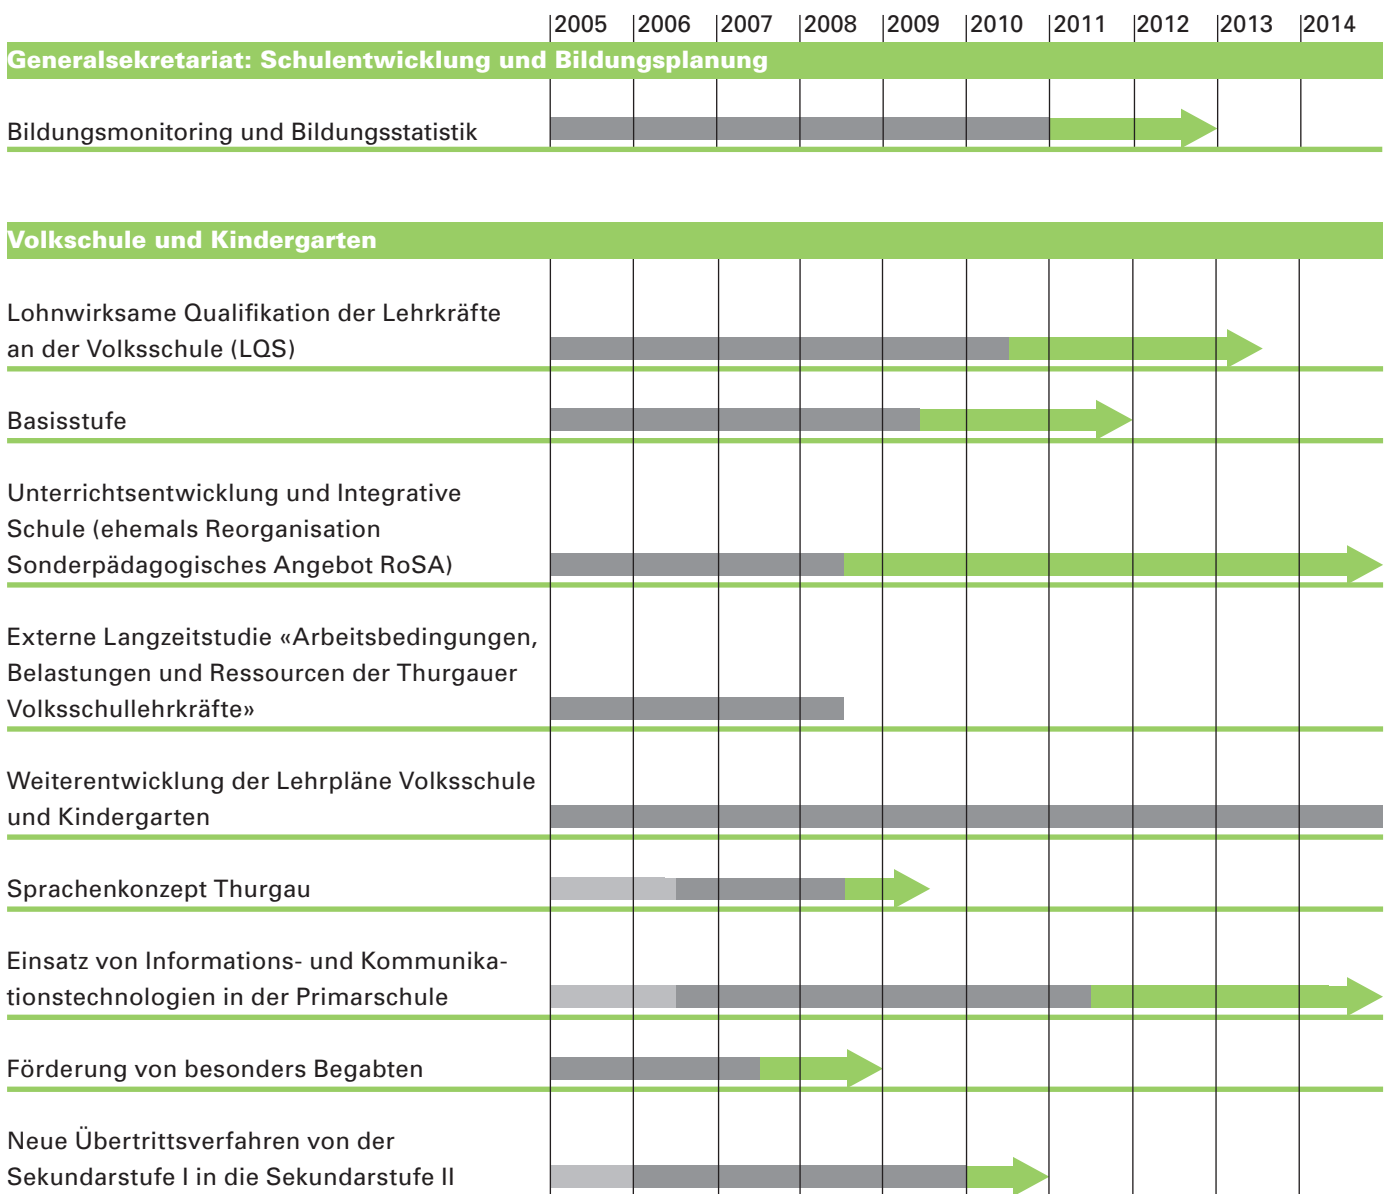 2005 2006 2007 2008 2009 2010 2011 2012 2013 2014
Generalsekretariat: Schulentwicklung und Bildungsplanung
Bildungsmonitoring und Bildungsstatistik
Volkschule und Kindergarten
Lohnwirksame Qualifikation der Lehrkräfte
an der Volksschule (LQS)
Basisstufe
Unterrichtsentwicklung und Integrative
Schule (ehemals Reorganisation
Sonderpädagogisches Angebot RoSA)
Externe Langzeitstudie «Arbeitsbedingungen,
Belastungen und Ressourcen der Thurgauer
Volksschullehrkräfte»
Weiterentwicklung der Lehrpläne Volksschule
und Kindergarten
Sprachenkonzept Thurgau
Einsatz von Informations- und Kommunika-
tionstechnologien in der Primarschule
Förderung von besonders Begabten
Neue Übertrittsverfahren von der
Sekundarstufe I in die Sekundarstufe II